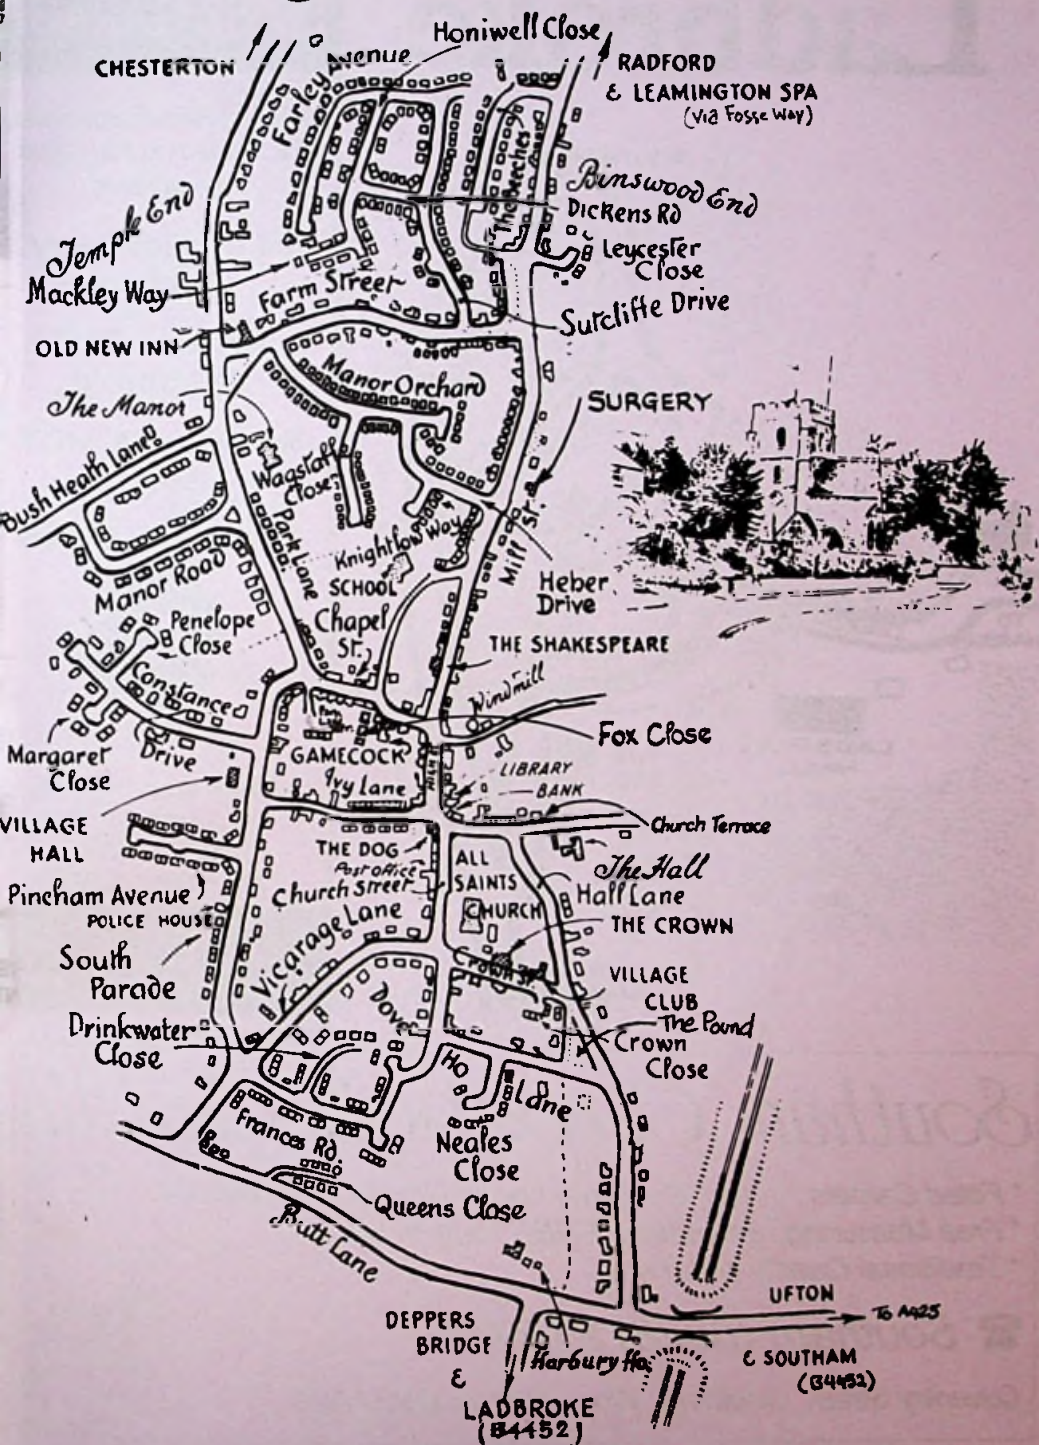 Honiwell Close
CHESTERTON
Farley Avenue
RADFORD
& LEAMINGTON SPA
(via Fosse Way)
The Beeches
Binswood End
Dickens Rd
Temple End
Leycester
Close
Mackley Way
Farm Street
Sutcliffe Drive
OLD NEW INN
Manor Orchard
The Manor
SURGERY
Bush Heath Lane
Wagstaffe
Close
Park Lane
Knightlow Way
Mill St.
SCHOOL
Manor Road
Heber
Drive
Penelope
Close
Chapel
St.
THE SHAKESPEARE
Constance
Drive
Windmill
Fox Close
Margaret
Close
GAMECOCK
HIGH ST
Ivy Lane
LIBRARY
BANK
VILLAGE
HALL
Church Terrace
THE DOG
Post Office
ALL
SAINTS
CHURCH
The Hall
Church Street
Hall Lane
Pincham Avenue
POLICE HOUSE
THE CROWN
Vicarage Lane
South
Parade
Crown St.
VILLAGE
CLUB
The Pound
Dovehouse Lane
Drinkwater
Close
Crown
Close
Frances Rd.
Neales
Close
Queens Close
Butt Lane
UFTON
To A425
DEPPERS
BRIDGE
&
LADBROKE
(B4452)
Harbury Ho.
& SOUTHAM
(B4452)